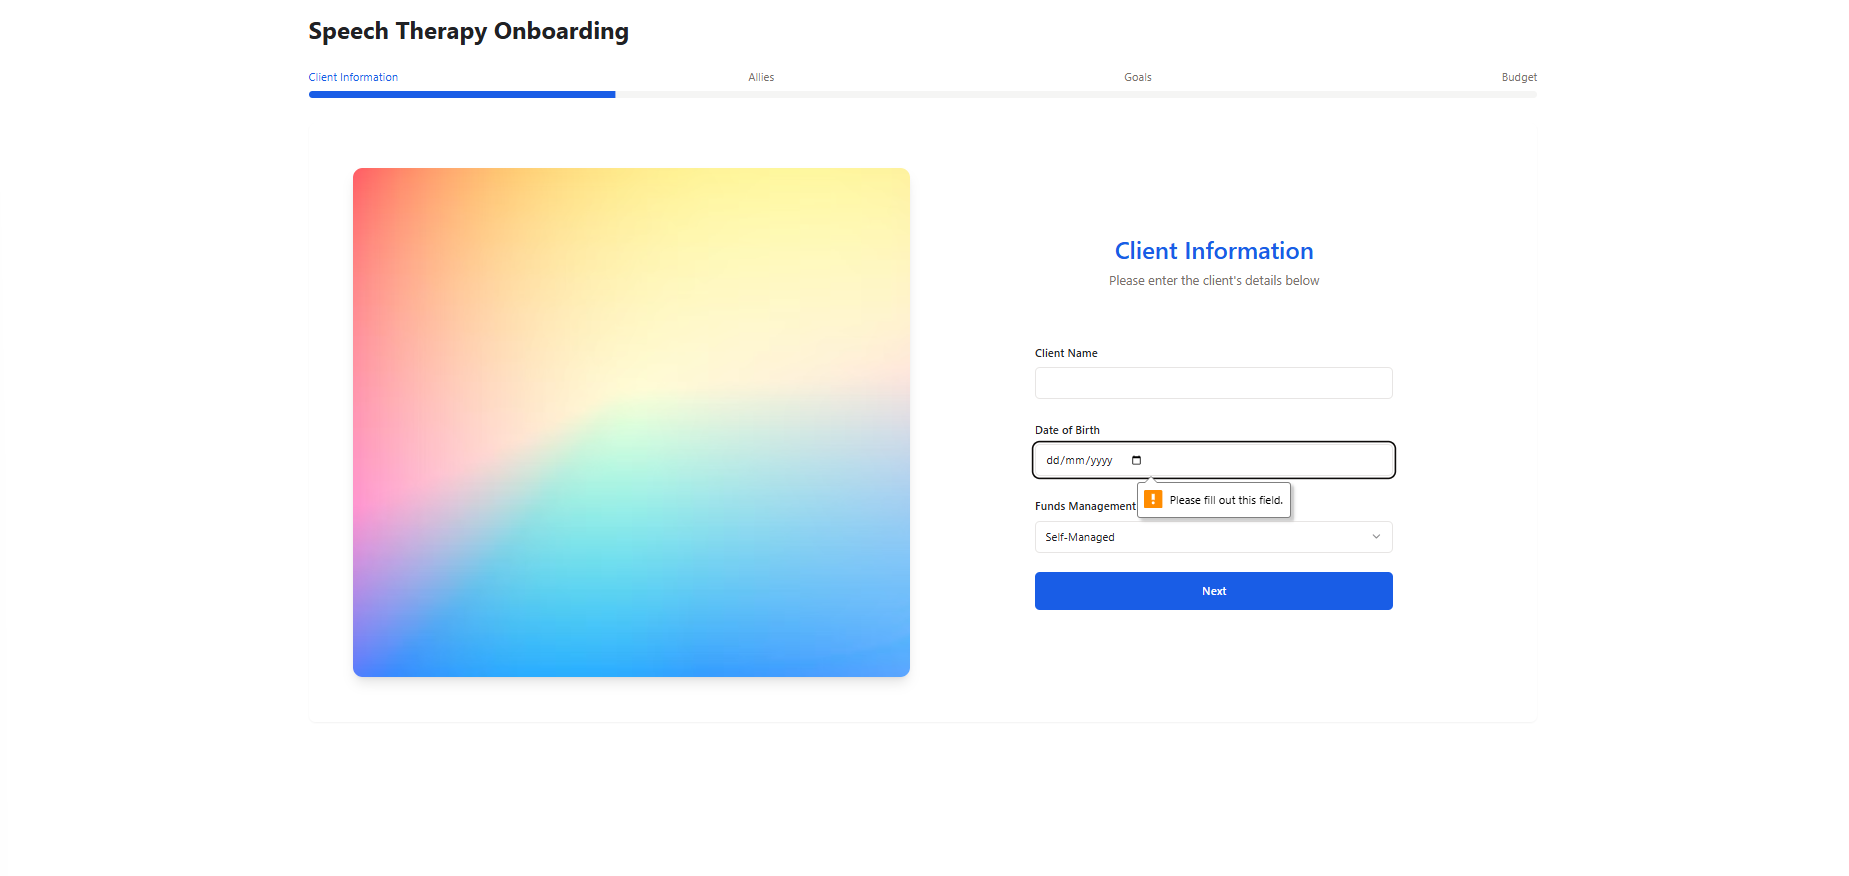 Speech Therapy Onboarding
Client Information
Allies
Goals
Budget
Client Information
Please enter the client's details below
Client Name
Date of Birth
dd/mm/yyyy
Please fill out this field.
Funds Management
Self-Managed
Next